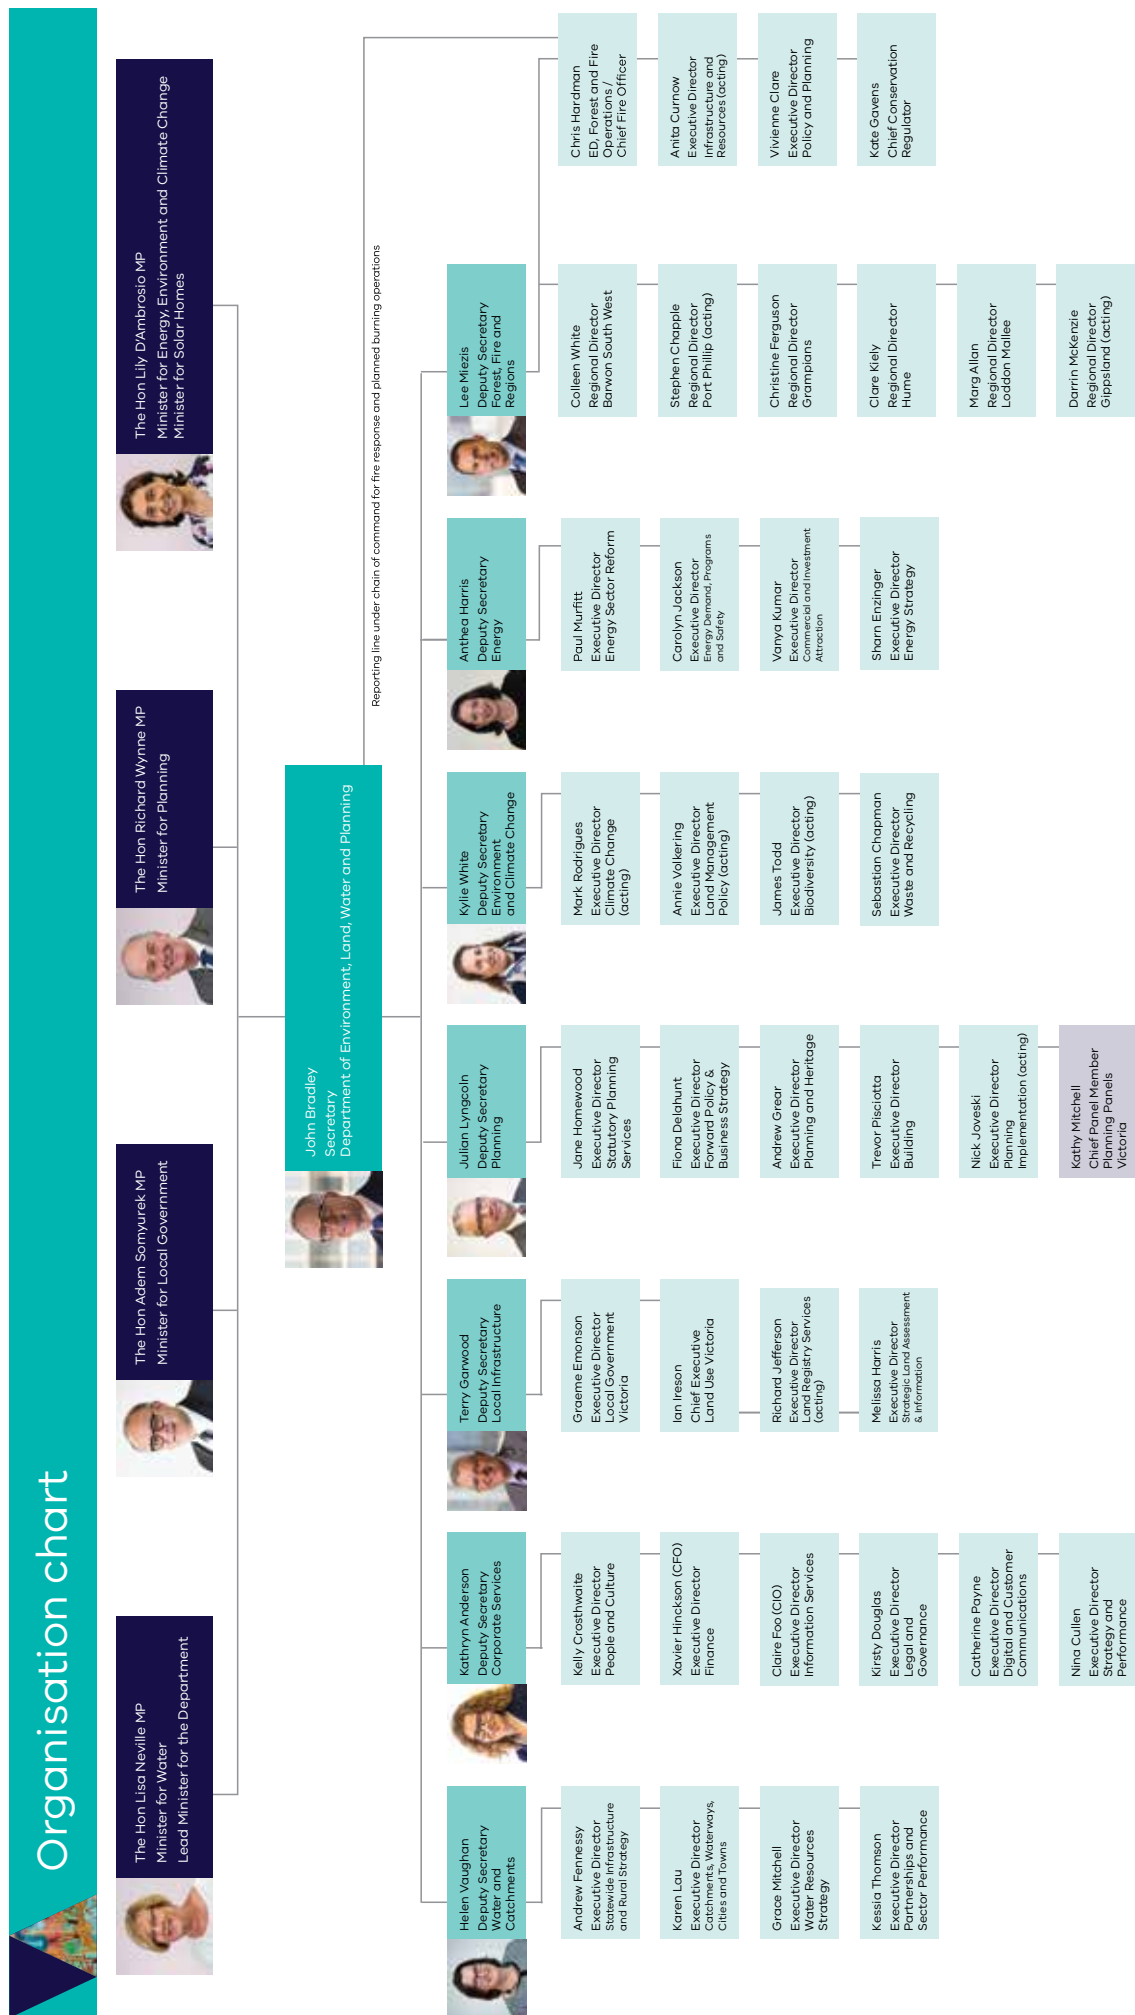 Organisation chart
The Hon Lisa Neville MP
Minister for Water
Lead Minister for the Department
The Hon Adem Somyurek MP
Minister for Local Government
The Hon Richard Wynne MP
Minister for Planning
The Hon Lily D'Ambrosio MP
Minister for Energy, Environment and Climate Change
Minister for Solar Homes
John Bradley
Secretary
Department of Environment, Land, Water and Planning
Reporting line under chain of command for fire response and planned burning operations
Helen Vaughan
Deputy Secretary
Water and
Catchments
Andrew Fennessy
Executive Director
Statewide Infrastructure
and Rural Strategy
Karen Lau
Executive Director
Catchments, Waterways,
Cities and Towns
Grace Mitchell
Executive Director
Water Resources
Strategy
Kessia Thomson
Executive Director
Partnerships and
Sector Performance
Kathryn Anderson
Deputy Secretary
Corporate Services
Kelly Crosthwaite
Executive Director
People and Culture
Xavier Hinckson (CFO)
Executive Director
Finance
Claire Foo (CIO)
Executive Director
Information Services
Kirsty Douglas
Executive Director
Legal and
Governance
Catherine Payne
Executive Director
Digital and Customer
Communications
Nina Cullen
Executive Director
Strategy and
Performance
Terry Garwood
Deputy Secretary
Local Infrastructure
Graeme Emonson
Executive Director
Local Government
Victoria
Ian Ireson
Chief Executive
Land Use Victoria
Richard Jefferson
Executive Director
Land Registry Services
(acting)
Melissa Harris
Executive Director
Strategic Land Assessment
& Information
Julian Lyngcoln
Deputy Secretary
Planning
Jane Homewood
Executive Director
Statutory Planning
Services
Fiona Delahunt
Executive Director
Forward Policy &
Business Strategy
Andrew Grear
Executive Director
Planning and Heritage
Trevor Pisciotta
Executive Director
Building
Nick Joveski
Executive Director
Planning
Implementation (acting)
Kathy Mitchell
Chief Panel Member
Planning Panels
Victoria
Kylie White
Deputy Secretary
Environment
and Climate Change
Mark Rodrigues
Executive Director
Climate Change
(acting)
Annie Volkering
Executive Director
Land Management
Policy (acting)
James Todd
Executive Director
Biodiversity (acting)
Sebastian Chapman
Executive Director
Waste and Recycling
Anthea Harris
Deputy Secretary
Energy
Paul Murfitt
Executive Director
Energy Sector Reform
Carolyn Jackson
Executive Director
Energy Demand, Programs
and Safety
Vanya Kumar
Executive Director
Commercial and Investment
Attraction
Sharn Enzinger
Executive Director
Energy Strategy
Lee Miezis
Deputy Secretary
Forest, Fire and
Regions
Colleen White
Regional Director
Barwon South West
Stephen Chapple
Regional Director
Port Phillip (acting)
Christine Ferguson
Regional Director
Grampians
Clare Kiely
Regional Director
Hume
Marg Allan
Regional Director
Loddon Mallee
Darrin McKenzie
Regional Director
Gippsland (acting)
Chris Hardman
ED, Forest and Fire
Operations /
Chief Fire Officer
Anita Curnow
Executive Director
Infrastructure and
Resources (acting)
Vivienne Clare
Executive Director
Policy and Planning
Kate Gavens
Chief Conservation
Regulator